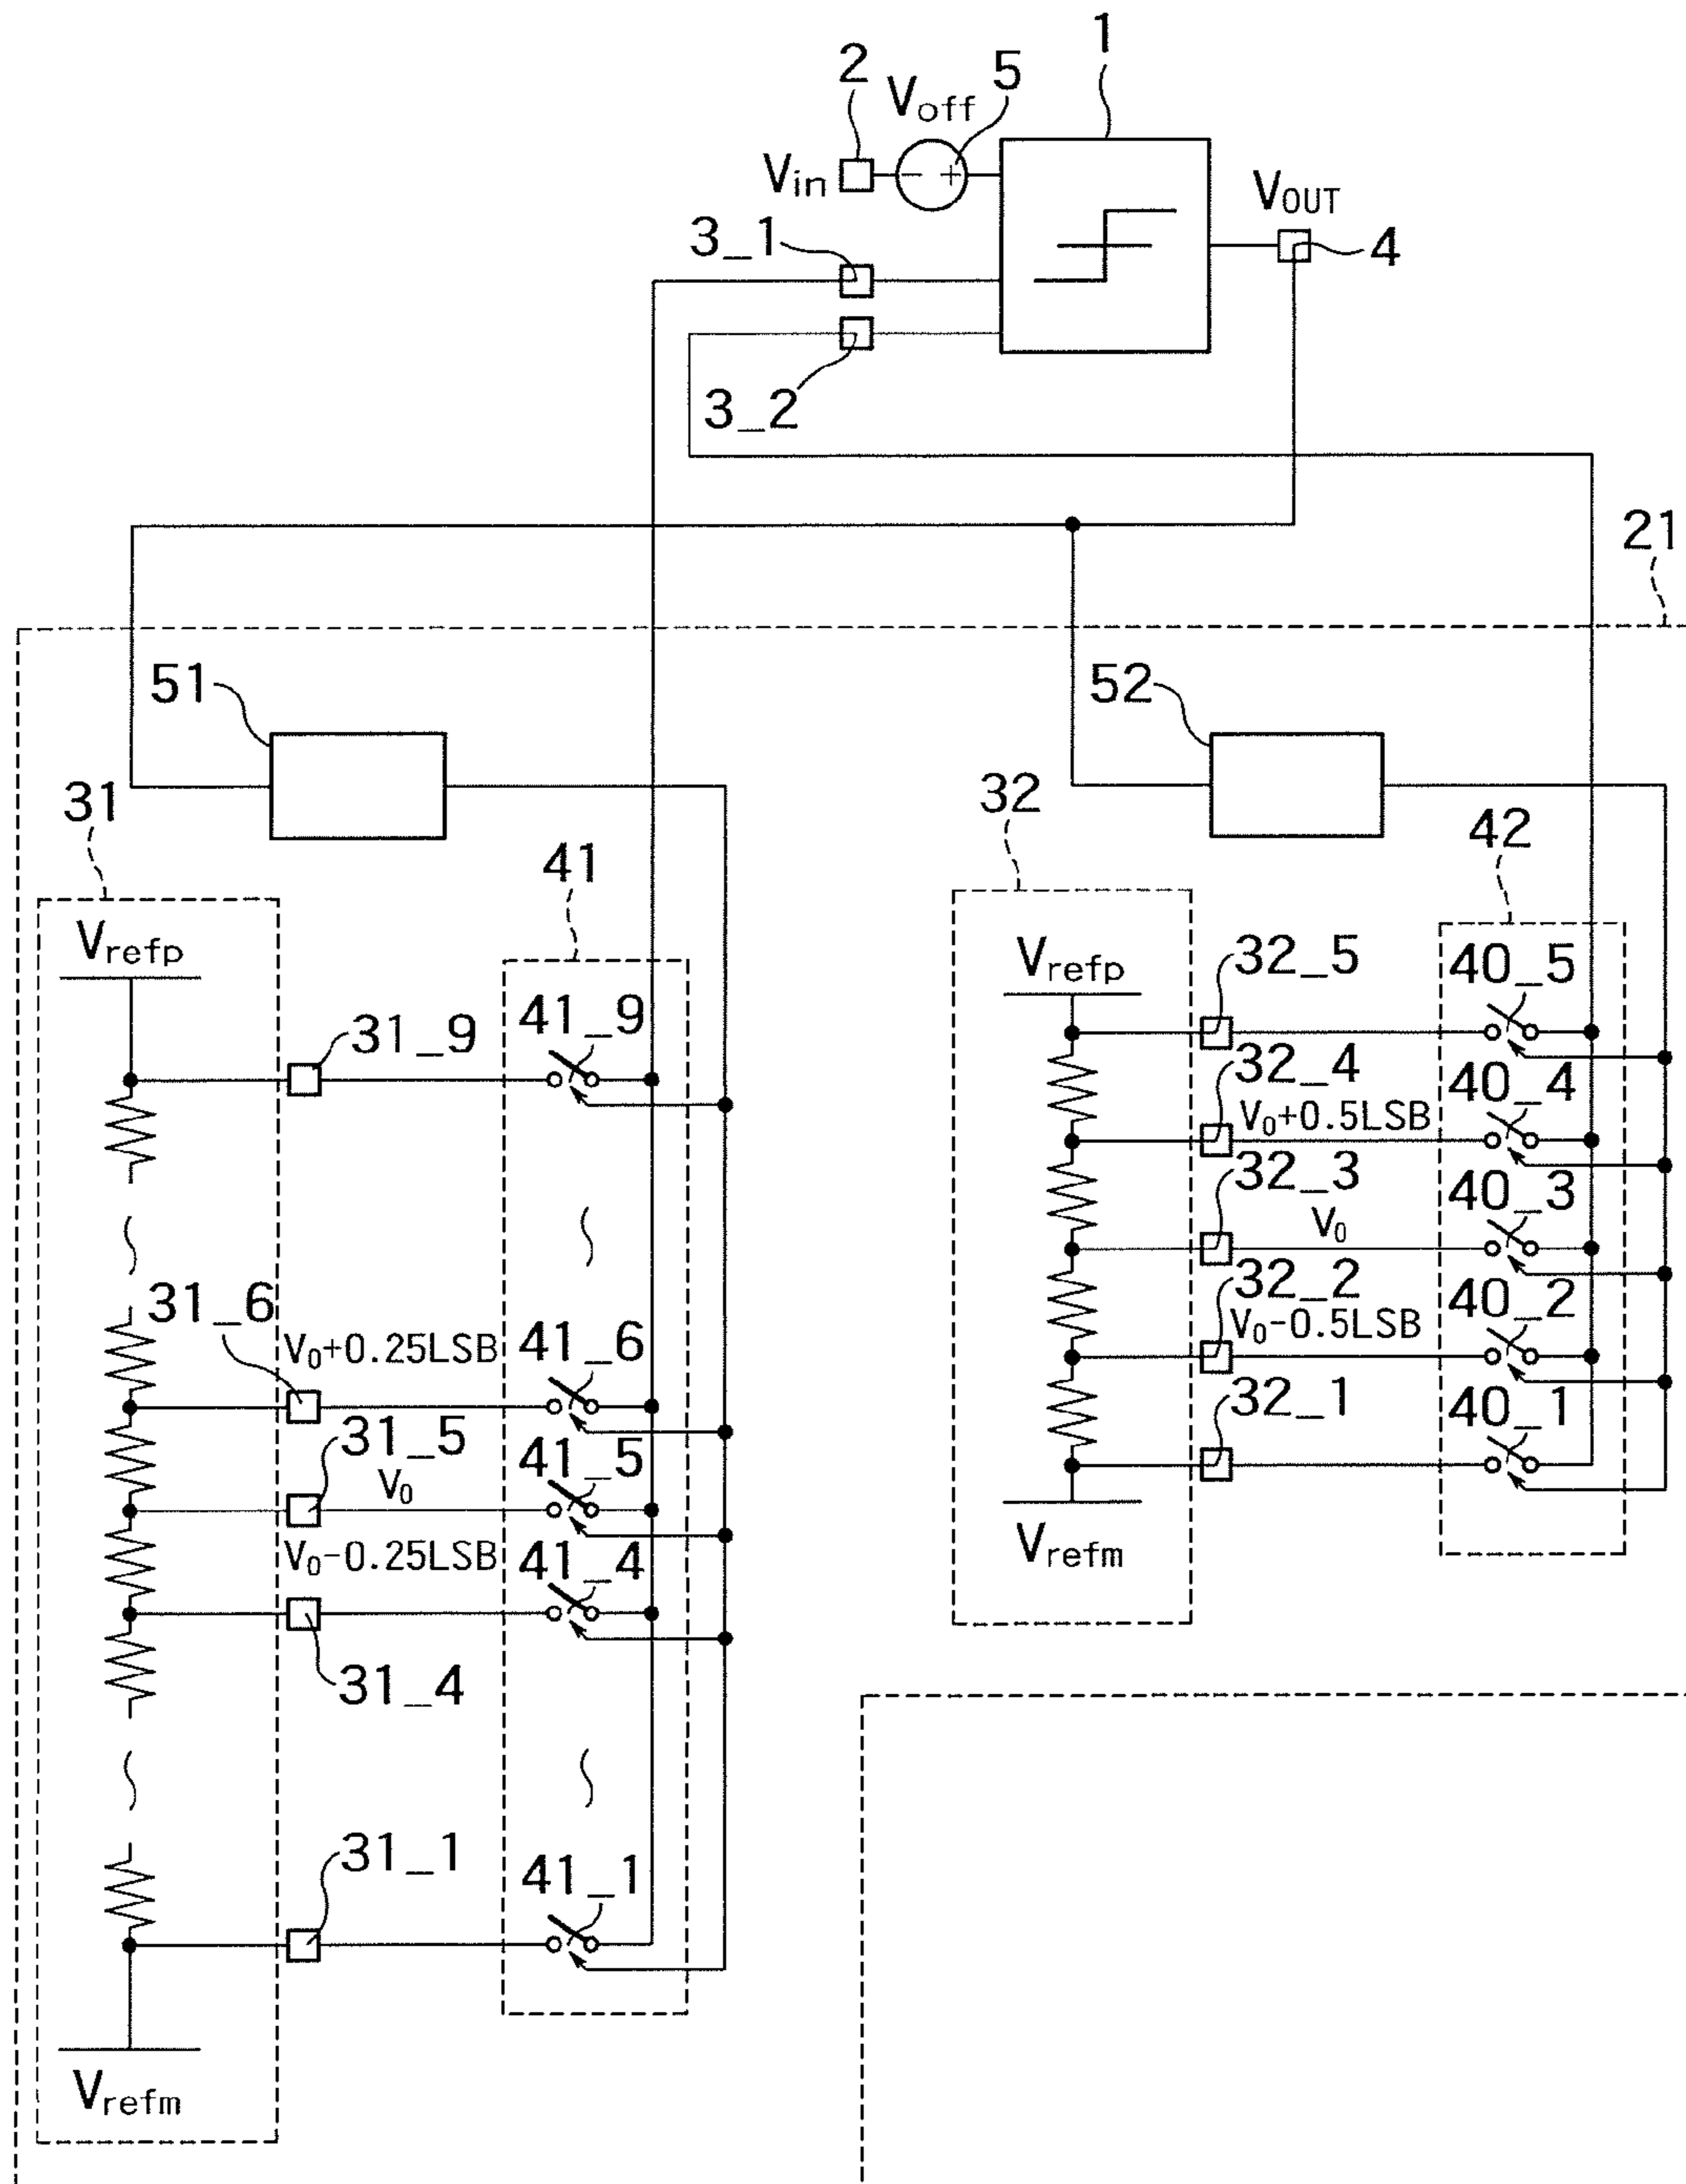 1
2
Voff
5
Vin
VOUT
3_1
4
3_2
21
51
52
31
32
41
42
Vrefp
Vrefp
32_5
40_5
31_9
41_9
32_4
40_4
V0+0.5LSB
32_3
40_3
V0
31_6
V0+0.25LSB
41_6
32_2
40_2
V0-0.5LSB
31_5
41_5
32_1
40_1
V0
V0-0.25LSB
41_4
Vrefm
31_4
31_1
41_1
Vrefm